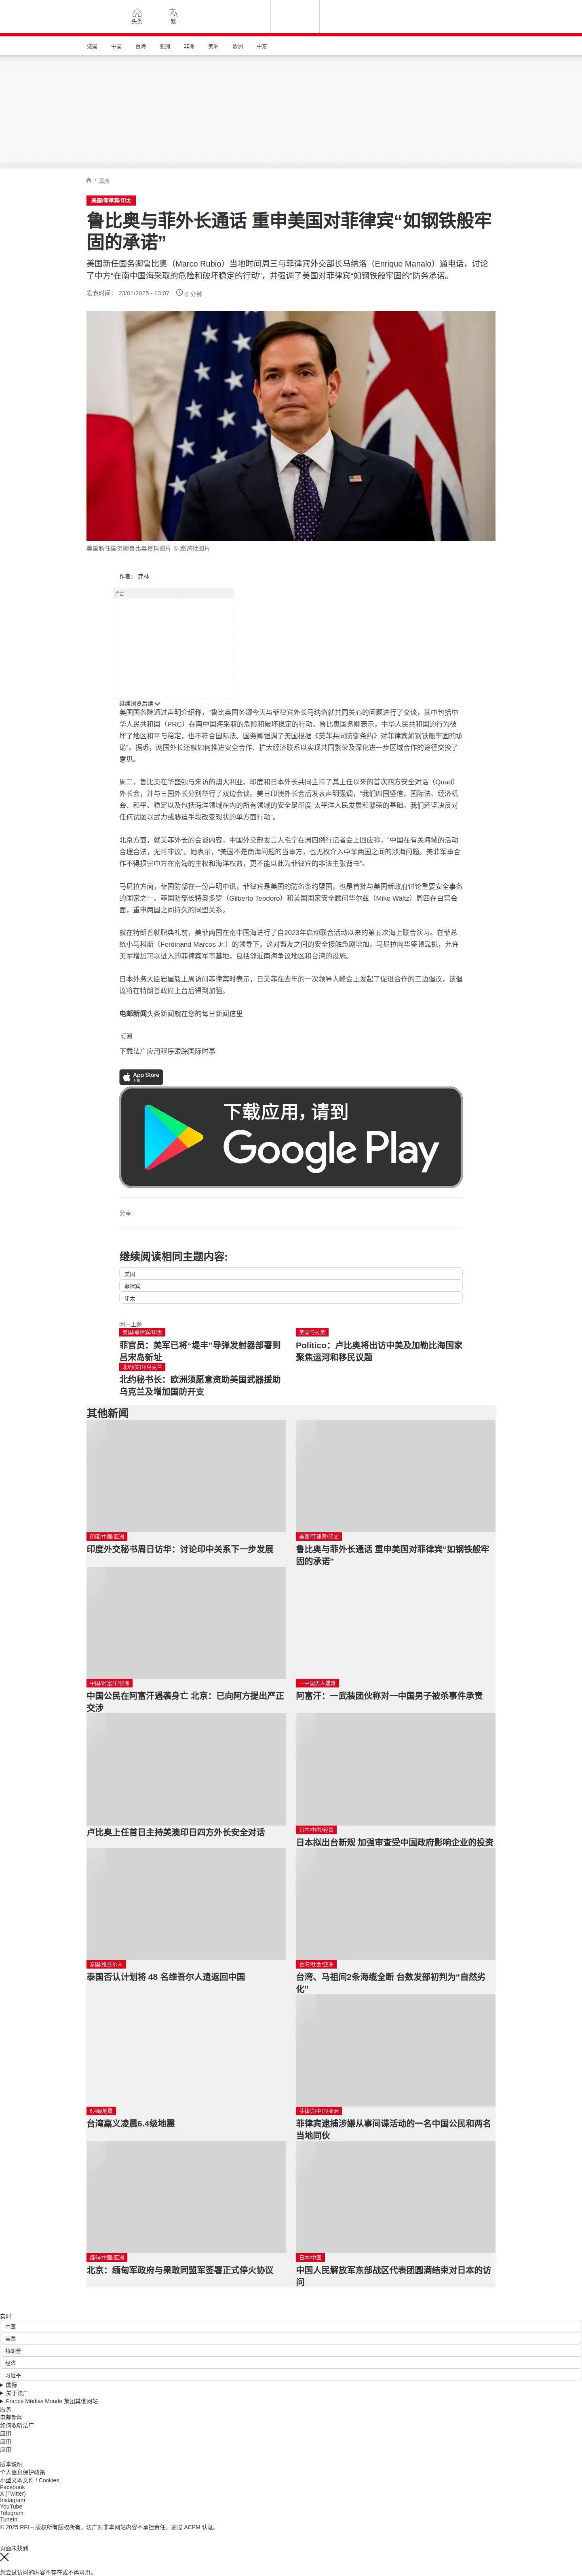 头条
繁
法国
中国
台海
亚洲
非洲
美洲
欧洲
中东
/ 亚洲
美国/菲律宾/印太
鲁比奥与菲外长通话 重申美国对菲律宾“如钢铁般牢
固的承诺”
美国新任国务卿鲁比奥（Marco Rubio）当地时间周三与菲律宾外交部长马纳洛（Enrique Manalo）通电话，讨论
了中方“在南中国海采取的危险和破坏稳定的行动”，并强调了美国对菲律宾“如钢铁般牢固的”防务承诺。
发表时间： 23/01/2025 - 13:07
6 分钟
美国新任国务卿鲁比奥资料图片 © 路透社图片
作者： 弗林
广告
继续浏览后续
美国国务院通过声明介绍称，“鲁比奥国务卿今天与菲律宾外长马纳洛就共同关心的问题进行了交谈，其中包括中
华人民共和国（PRC）在南中国海采取的危险和破坏稳定的行动。鲁比奥国务卿表示，中华人民共和国的行为破
坏了地区和平与稳定，也不符合国际法。国务卿强调了美国根据《美菲共同防御条约》对菲律宾如钢铁般牢固的承
诺”。据悉，两国外长还就如何推进安全合作、扩大经济联系以实现共同繁荣及深化进一步区域合作的途径交换了
意见。
周二，鲁比奥在华盛顿与来访的澳大利亚、印度和日本外长共同主持了其上任以来的首次四方安全对话（Quad）
外长会，并与三国外长分别举行了双边会谈。美日印澳外长会后发表声明强调，“我们四国坚信，国际法、经济机
会、和平、稳定以及包括海洋领域在内的所有领域的安全是印度-太平洋人民发展和繁荣的基础。我们还坚决反对
任何试图以武力或胁迫手段改变现状的单方面行动”。
北京方面，就美菲外长的会谈内容，中国外交部发言人毛宁在周四例行记者会上回应称，“中国在有关海域的活动
合理合法，无可非议”。她表示，“美国不是南海问题的当事方，也无权介入中菲两国之间的涉海问题。美菲军事合
作不得损害中方在南海的主权和海洋权益，更不能以此为菲律宾的非法主张背书”。
马尼拉方面，菲国防部在一份声明中说，菲律宾是美国的防务条约盟国，也是首批与美国新政府讨论重要安全事务
的国家之一。菲国防部长特奥多罗（Gilberto Teodoro）和美国国家安全顾问华尔兹（Mike Waltz）周四在白宫会
面，重申两国之间持久的同盟关系。
就在特朗普就职典礼前，美菲两国在南中国海进行了自2023年启动联合活动以来的第五次海上联合演习。在菲总
统小马科斯（Ferdinand Marcos Jr.）的领导下，这对盟友之间的安全接触急剧增加，马尼拉向华盛顿靠拢，允许
美军增加可以进入的菲律宾军事基地，包括邻近南海争议地区和台湾的设施。
日本外务大臣岩屋毅上周访问菲律宾时表示，日美菲在去年的一次领导人峰会上发起了促进合作的三边倡议，该倡
议将在特朗普政府上台后得到加强。
电邮新闻头条新闻就在您的每日新闻信里
订阅
下载法广应用程序跟踪国际时事
App Store
下载
下载应用，请到
Google Play
分享 :
继续阅读相同主题内容:
美国
菲律宾
印太
同一主题
美国/菲律宾/印太
菲官员：美军已将“堤丰”导弹发射器部署到
吕宋岛新址
美国与拉美
Politico：卢比奥将出访中美及加勒比海国家
聚焦运河和移民议题
北约/美国/乌克兰
北约秘书长：欧洲须愿意资助美国武器援助
乌克兰及增加国防开支
其他新闻
印度/中国/亚洲
印度外交秘书周日访华：讨论印中关系下一步发展
美国/菲律宾/印太
鲁比奥与菲外长通话 重申美国对菲律宾“如钢铁般牢
固的承诺”
中国/阿富汗/亚洲
中国公民在阿富汗遇袭身亡 北京：已向阿方提出严正
交涉
一中国男人遇难
阿富汗：一武装团伙称对一中国男子被杀事件承责
卢比奥上任首日主持美澳印日四方外长安全对话
日本/中国/经贸
日本拟出台新规 加强审查受中国政府影响企业的投资
泰国/维吾尔人
泰国否认计划将 48 名维吾尔人遣返回中国
台湾/社会/亚洲
台湾、马祖间2条海缆全断 台数发部初判为“自然劣
化”
6.4级地震
台湾嘉义凌晨6.4级地震
菲律宾/中国/亚洲
菲律宾逮捕涉嫌从事间谍活动的一名中国公民和两名
当地同伙
缅甸/中国/亚洲
北京：缅甸军政府与果敢同盟军签署正式停火协议
日本/中国
中国人民解放军东部战区代表团圆满结束对日本的访
问
实时
中国
美国
特朗普
经济
习近平
国际
关于法广
France Médias Monde 集团其他网站
服务
电邮新闻
如何收听法广
应用
应用
应用
版本说明
个人信息保护政策
小型文本文件 / Cookies
Facebook
X (Twitter)
Instagram
YouTube
Telegram
TuneIn
© 2025 RFI – 版权所有版权所有。法广对非本网站内容不承担责任。通过 ACPM 认证。
页面未找到
您尝试访问的内容不存在或不再可用。